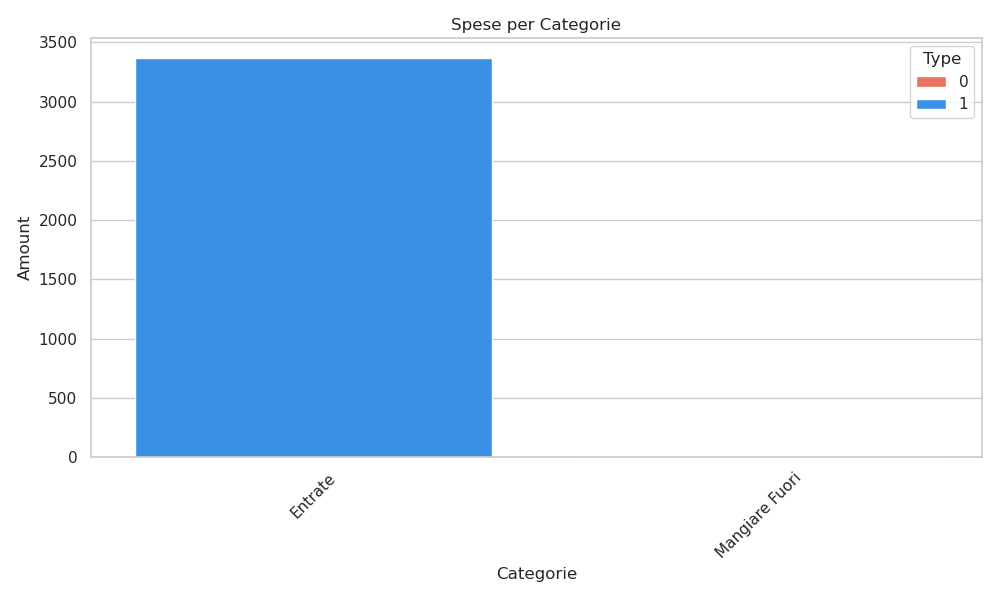 Spese per Categorie
3500
3000
2500
2000
1500
1000
500
0
Amount
Type
0
1
Entrate
Mangiare Fuori
Categorie